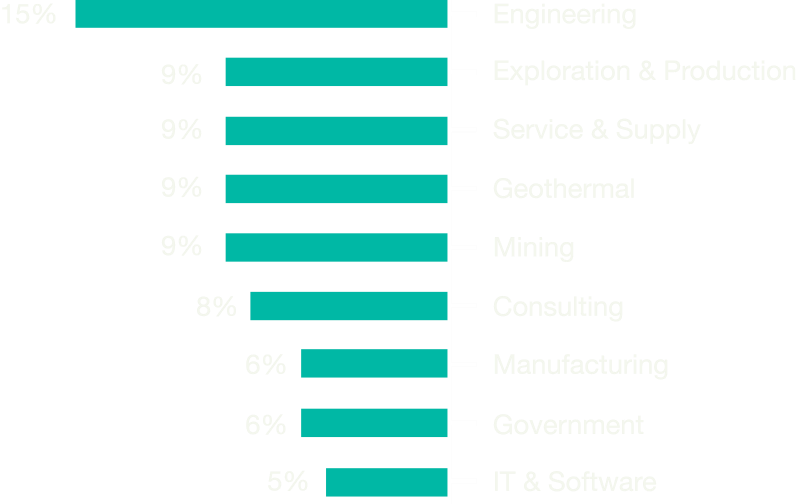 15% Engineering
9% Exploration & Production
9% Service & Supply
9% Geothermal
9% Mining
8% Consulting
6% Manufacturing
6% Government
5% IT & Software